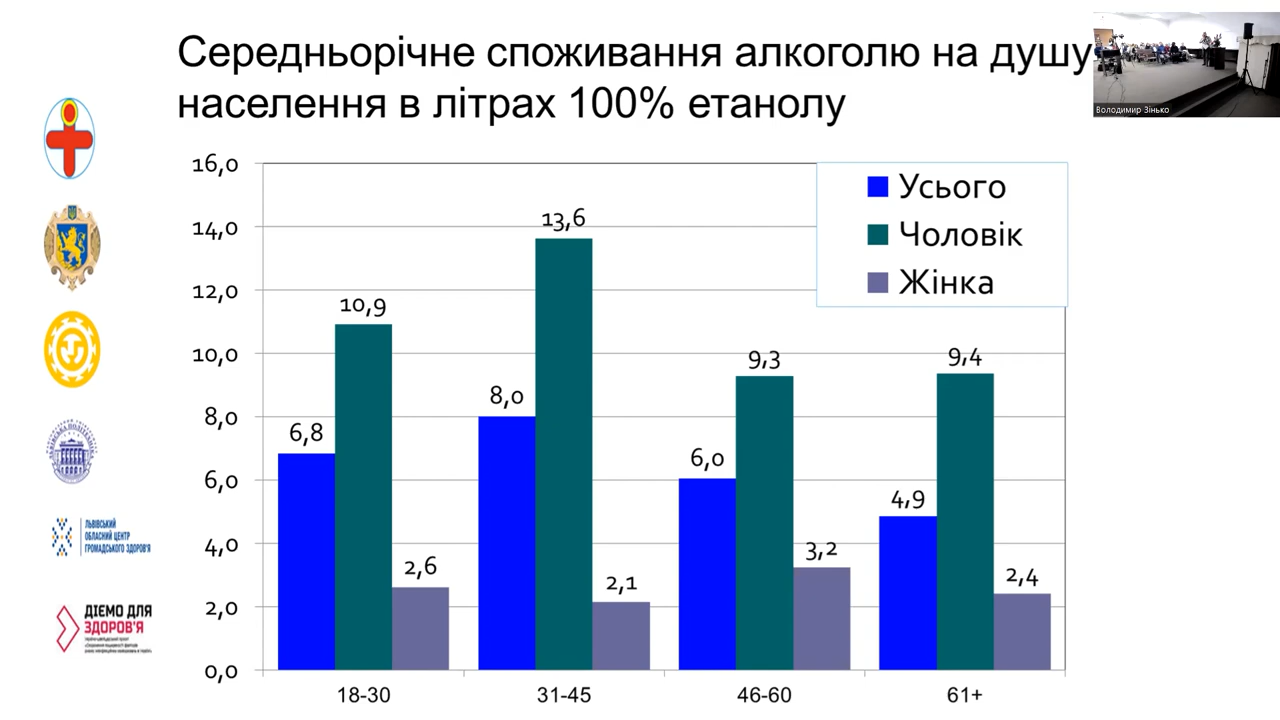 Середньорічне споживання алкоголю на душу
населення в літрах 100% етанолу
Володимир Зінько
16,0
14,0
12,0
10,0
8,0
6,0
4,0
2,0
0,0
Усього
Чоловік
Жінка
6,8
10,9
2,6
8,0
13,6
2,1
6,0
9,3
3,2
4,9
9,4
2,4
18-30
31-45
46-60
61+
ЛЬВІВСЬКА ПОЛІТЕХНІКА
ЛЬВІВСЬКИЙ
ОБЛАСНИЙ ЦЕНТР
ГРОМАДСЬКОГО ЗДОРОВ'Я
ДІЄМО ДЛЯ
ЗДОРОВ'Я